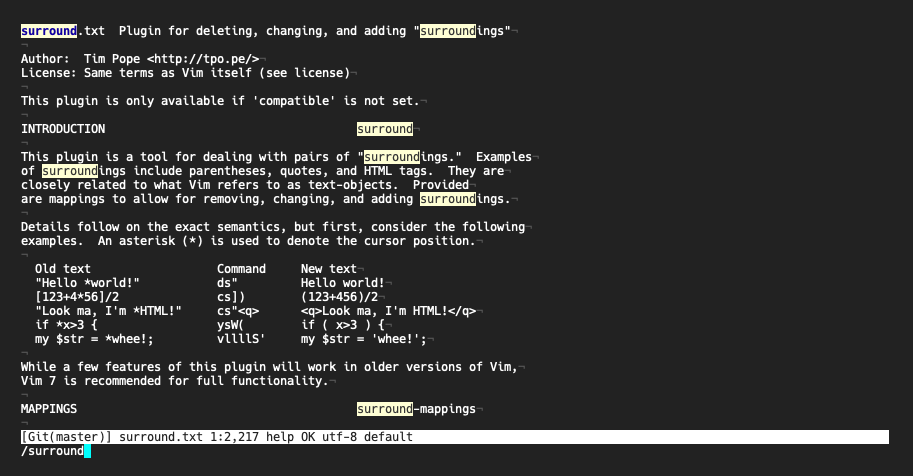 surround.txt  Plugin for deleting, changing, and adding "surroundings"¬
¬
Author:  Tim Pope <http://tpo.pe/>¬
License: Same terms as Vim itself (see license)¬
¬
This plugin is only available if 'compatible' is not set.¬
¬
INTRODUCTION                                    surround¬
¬
This plugin is a tool for dealing with pairs of "surroundings."  Examples¬
of surroundings include parentheses, quotes, and HTML tags.  They are¬
closely related to what Vim refers to as text-objects.  Provided¬
are mappings to allow for removing, changing, and adding surroundings.¬
¬
Details follow on the exact semantics, but first, consider the following¬
examples.  An asterisk (*) is used to denote the cursor position.¬
¬
  Old text                  Command     New text¬
  "Hello *world!"           ds"         Hello world!¬
  [123+4*56]/2              cs])        (123+456)/2¬
  "Look ma, I'm *HTML!"     cs"<q>      <q>Look ma, I'm HTML!</q>¬
  if *x>3 {                 ysW(        if ( x>3 ) {¬
  my $str = *whee!;         vllllS'     my $str = 'whee!';¬
¬
While a few features of this plugin will work in older versions of Vim,¬
Vim 7 is recommended for full functionality.¬
¬
MAPPINGS                                        surround-mappings¬
¬
[Git(master)] surround.txt 1:2,217 help OK utf-8 default
/surround